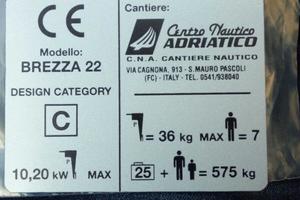 CE
Modello:
BREZZA 22
DESIGN CATEGORY
C
10,20 kW P MAX
Cantiere:
Centro Nautico
ADRIATICO
C.N.A. CANTIERE NAUTICO
VIA CAGNONA, 913 - S. MAURO PASCOLI
(FC) - ITALY - TEL. 0541/938040
P = 36 kg MAX = 7
25 + = 575 kg